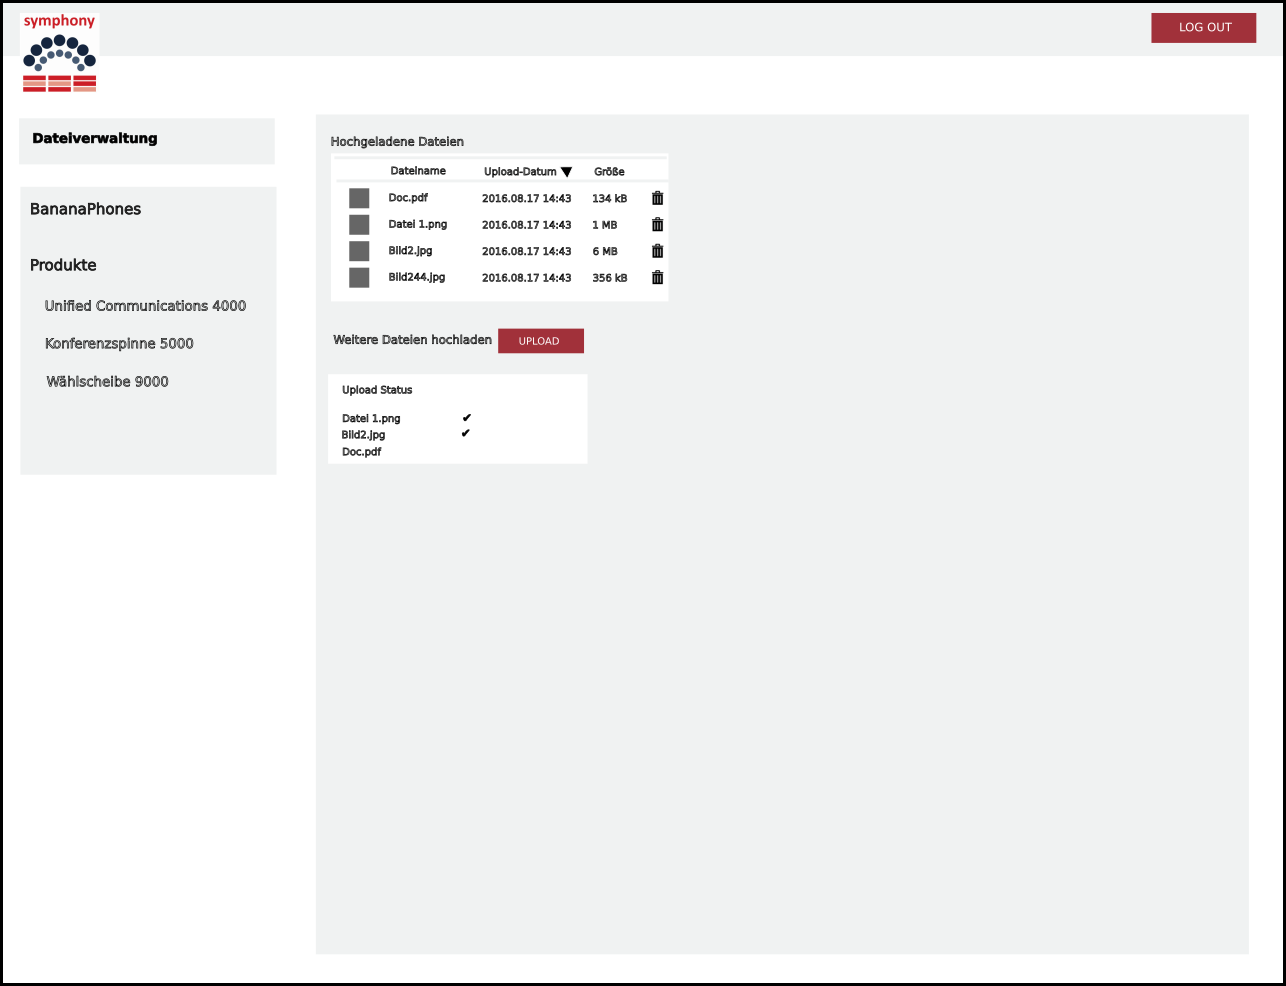 symphony
LOG OUT
Dateiverwaltung
BananaPhones
Produkte
Unified Communications 4000
Konferenzspinne 5000
Wählscheibe 9000
Hochgeladene Dateien
Dateiname Upload-Datum ▼ Größe
Doc.pdf 2016.08.17 14:43 134 kB
Datei 1.png 2016.08.17 14:43 1 MB
Bild2.jpg 2016.08.17 14:43 6 MB
Bild244.jpg 2016.08.17 14:43 356 kB
Weitere Dateien hochladen UPLOAD
Upload Status
Datei 1.png ✔
Bild2.jpg ✔
Doc.pdf